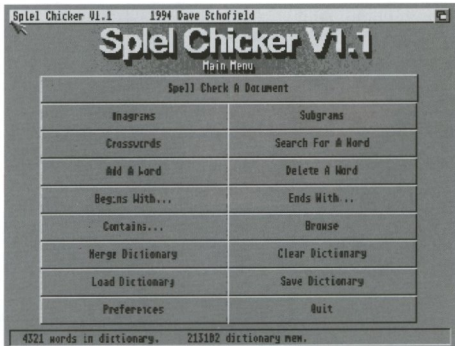 Splel Chicker V1.1 1994 Dave Schofield
Splel Chicker V1.1
Main Menu
Spell Check A Document
Anagrams Subgrams
Crosswords Search For A Word
Add A Word Delete A Word
Begins With... Ends With...
Contains... Browse
Merge Dictionary Clear Dictionary
Load Dictionary Save Dictionary
Preferences Quit
4321 words in dictionary. 213102 dictionary mem.